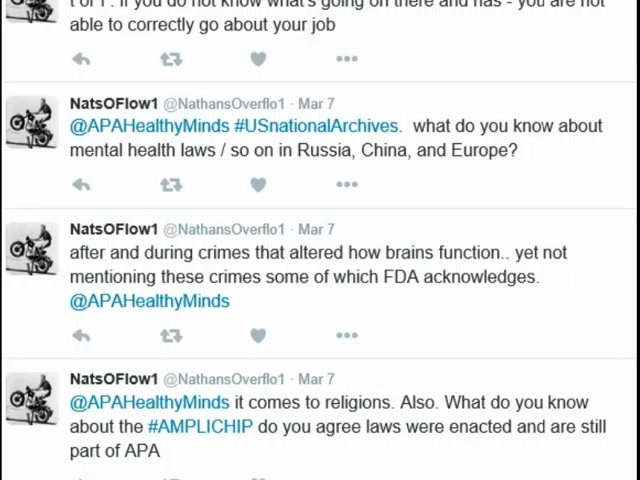 t of I . if you do not know what's going on there and has - you are not
able to correctly go about your job
NatsOFlow1 @NathansOverflo1 · Mar 7
@APAHealthyMinds #USnationalArchives. what do you know about
mental health laws / so on in Russia, China, and Europe?
NatsOFlow1 @NathansOverflo1 · Mar 7
after and during crimes that altered how brains function.. yet not
mentioning these crimes some of which FDA acknowledges.
@APAHealthyMinds
NatsOFlow1 @NathansOverflo1 · Mar 7
@APAHealthyMinds it comes to religions. Also. What do you know
about the #AMPLICHIP do you agree laws were enacted and are still
part of APA